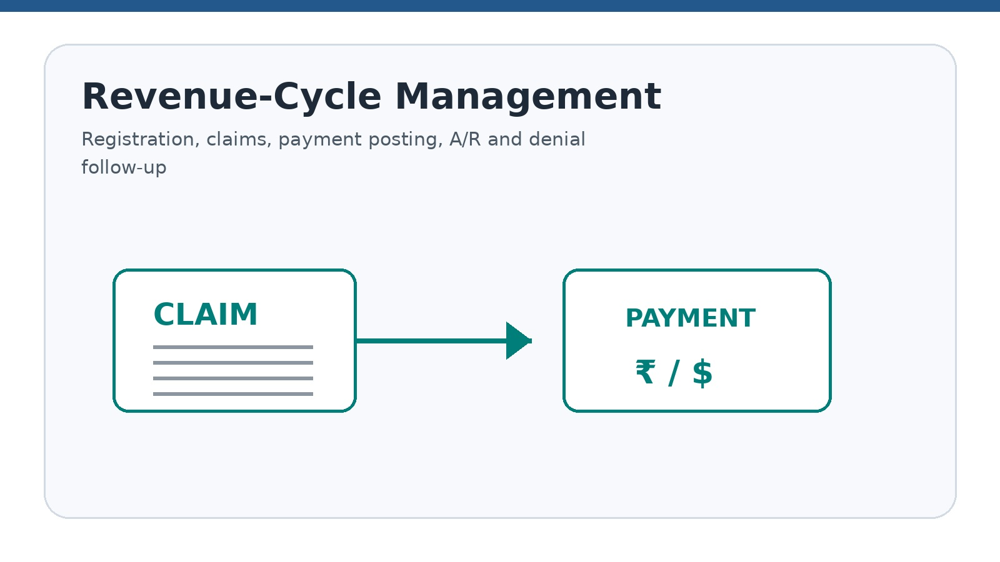 Revenue-Cycle Management
Registration, claims, payment posting, A/R and denial
follow-up
CLAIM
PAYMENT
₹ / $